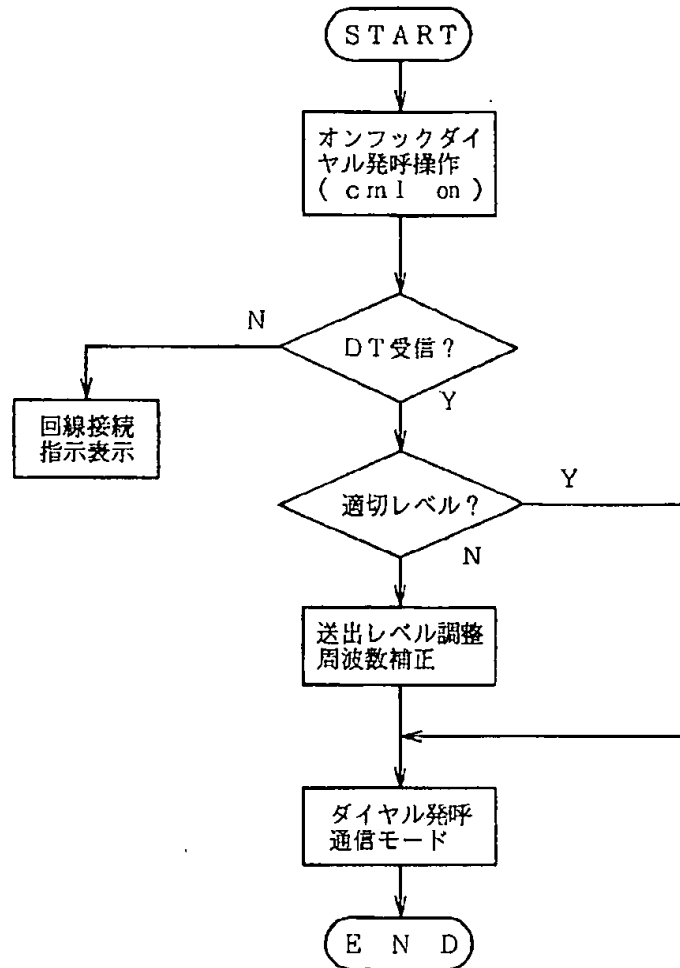 START
オンフックダイ
ヤル発呼操作
( cml on )
N
DT受信？
Y
回線接続
指示表示
Y
適切レベル？
N
送出レベル調整
周波数補正
ダイヤル発呼
通信モード
END